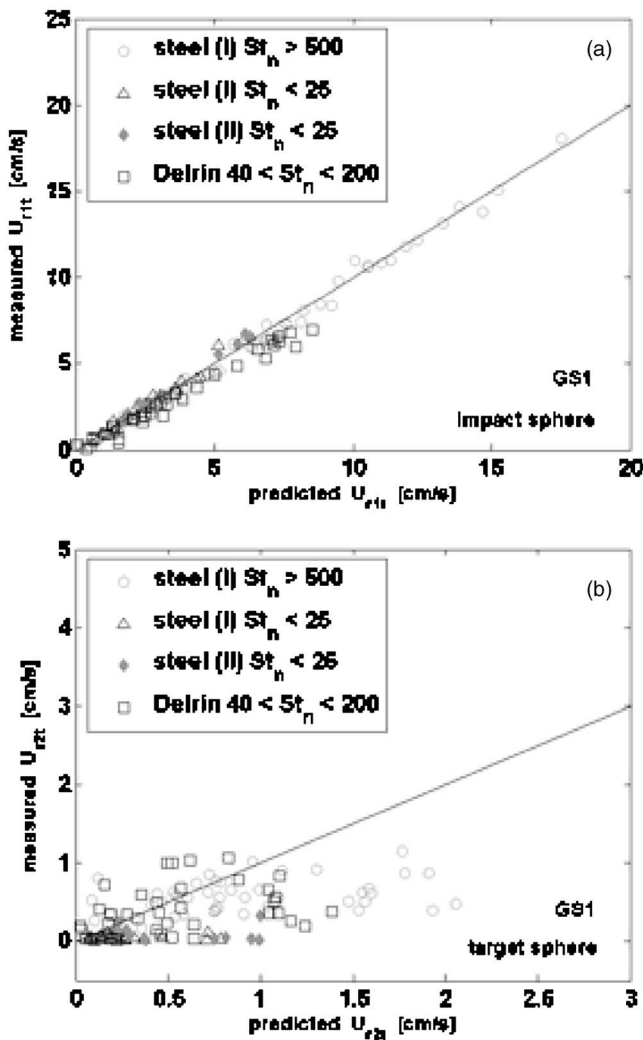 (a)
steel (I) St_n > 500
steel (I) St_n < 25
steel (II) St_n < 25
Delrin 40 < St_n < 200
25
20
15
10
5
0
measured U_r1t [cm/s]
GS1
impact sphere
0 5 10 15 20
predicted U_r1t [cm/s]
(b)
steel (I) St_n > 500
steel (I) St_n < 25
steel (II) St_n < 25
Delrin 40 < St_n < 200
5
4
3
2
1
0
measured U_r2t [cm/s]
GS1
target sphere
0 0.5 1 1.5 2 2.5 3
predicted U_r2t [cm/s]